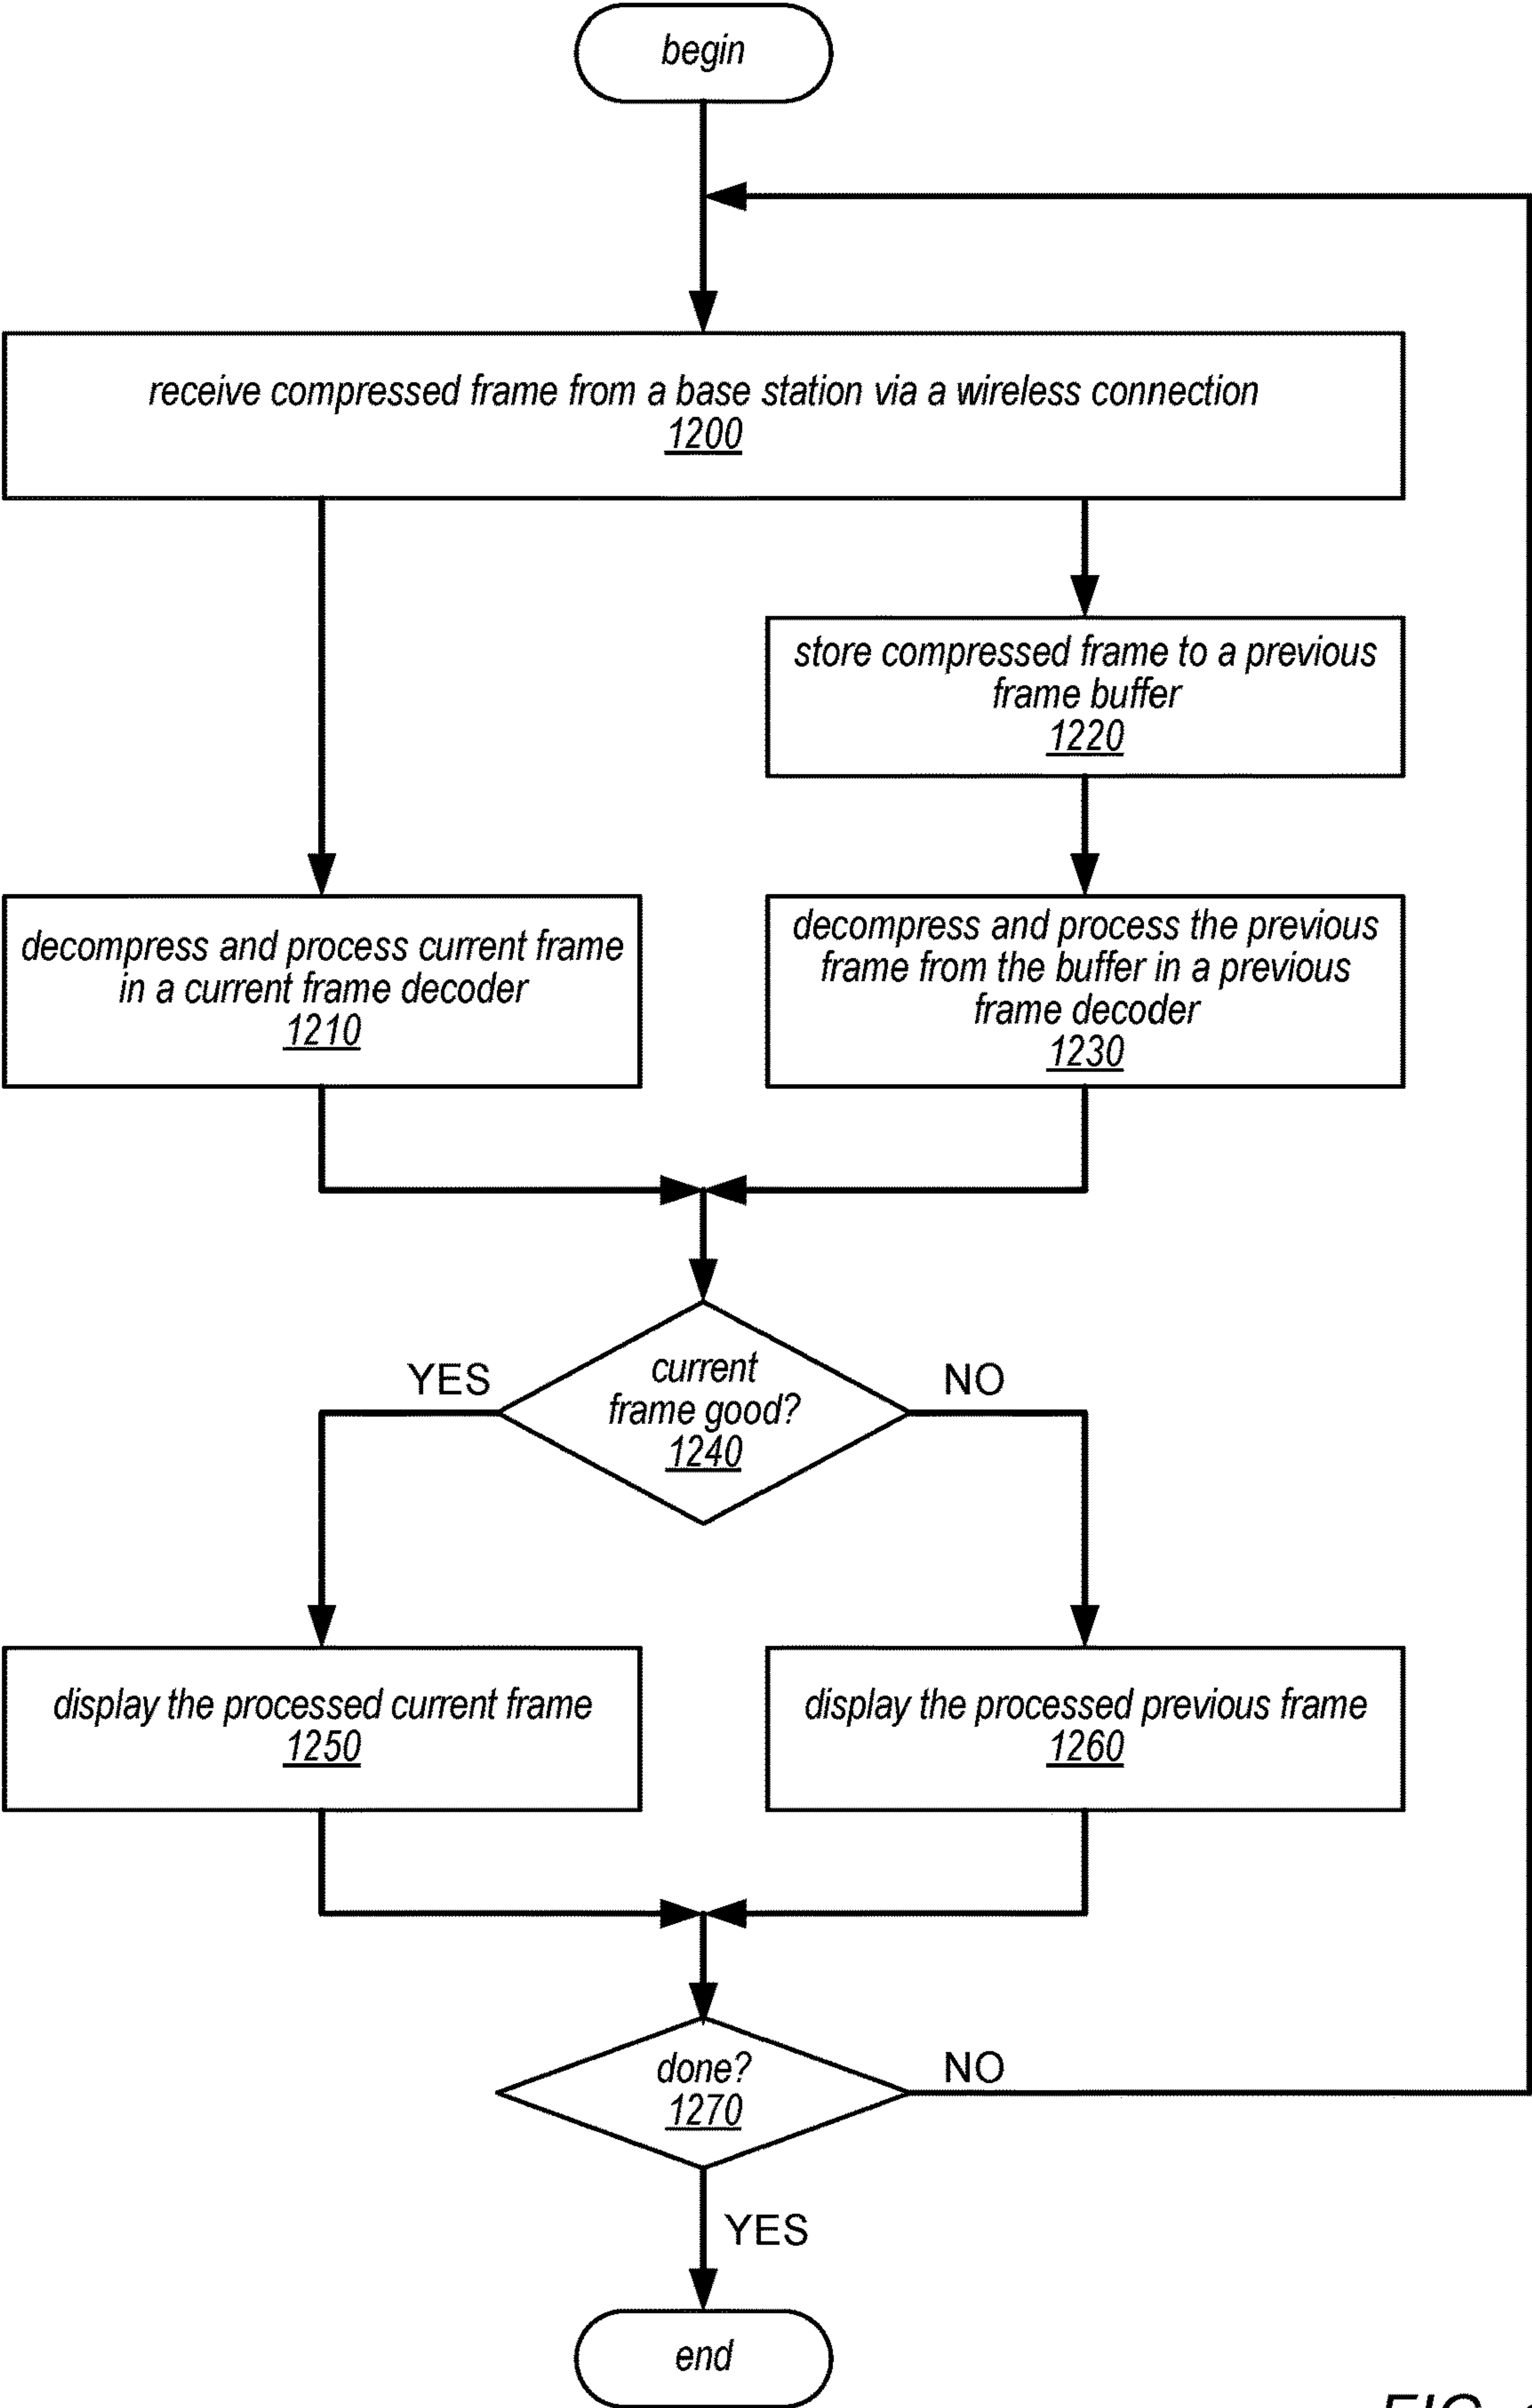 begin
receive compressed frame from a base station via a wireless connection
1200
store compressed frame to a previous
frame buffer
1220
decompress and process current frame
in a current frame decoder
1210
decompress and process the previous
frame from the buffer in a previous
frame decoder
1230
current
frame good?
1240
YES
NO
display the processed current frame
1250
display the processed previous frame
1260
done?
1270
NO
YES
end